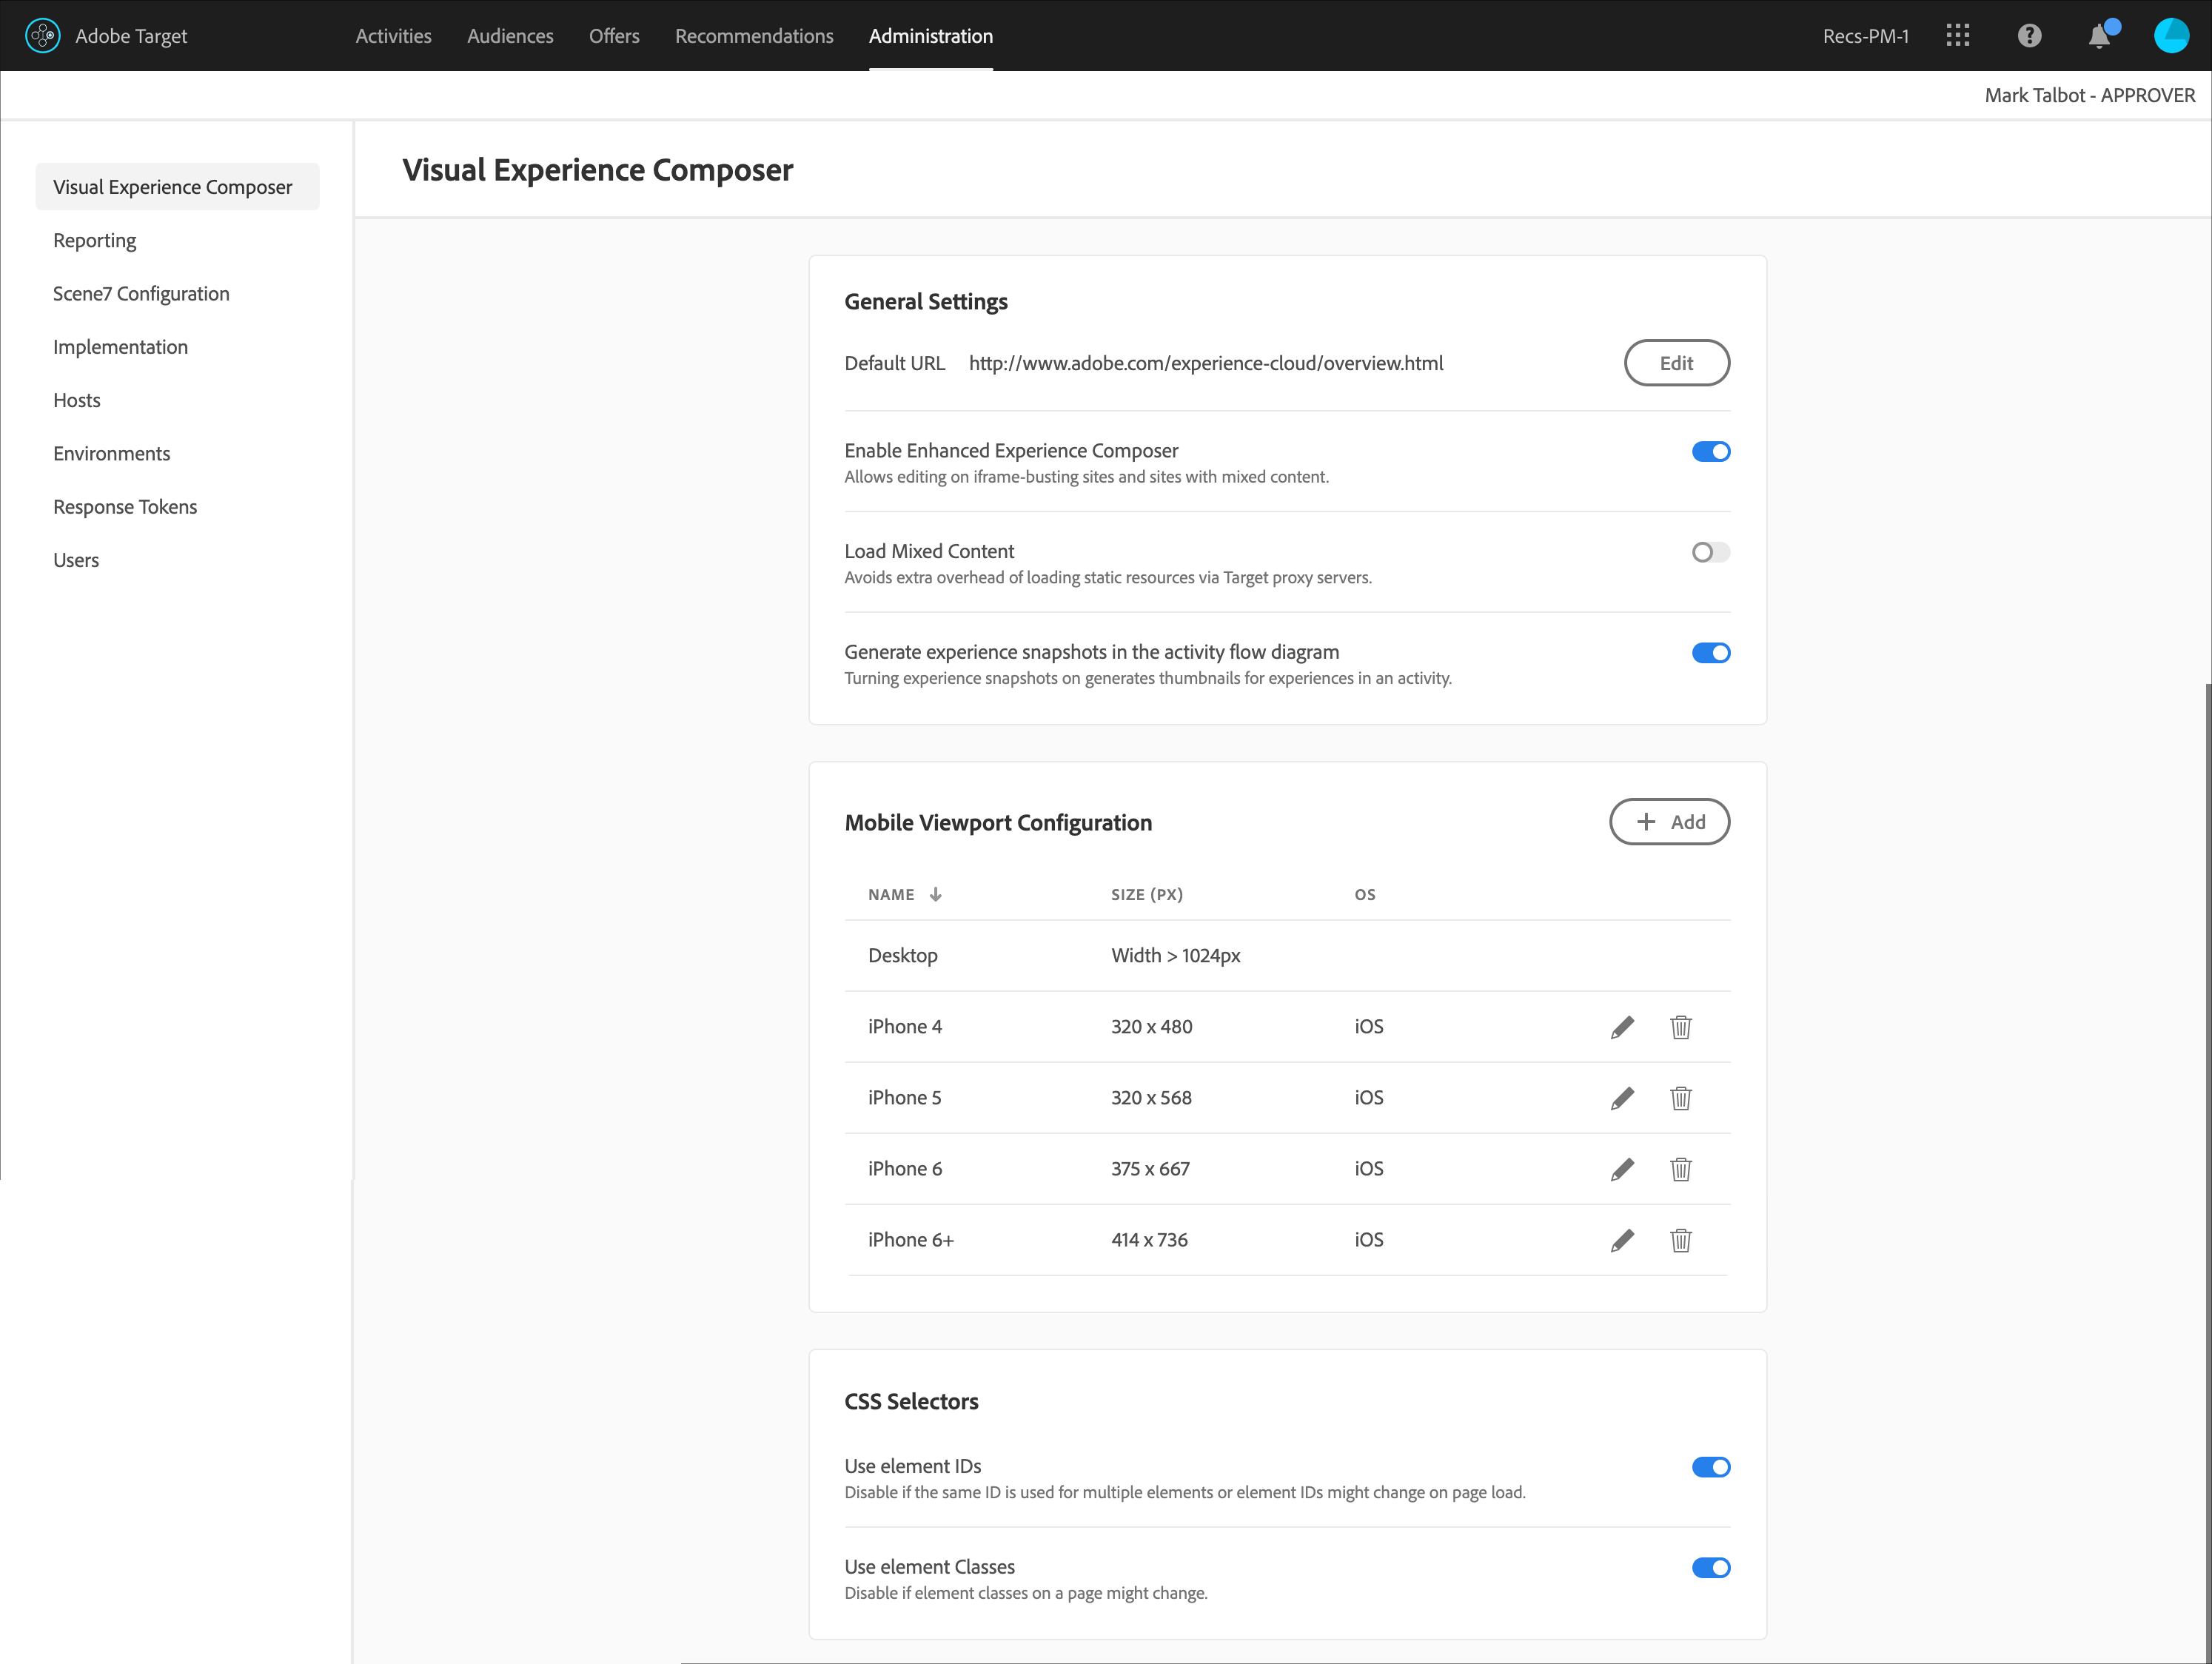 Adobe Target
Activities
Audiences
Offers
Recommendations
Administration
Recs-PM-1
Mark Talbot - APPROVER
Visual Experience Composer
Reporting
Scene7 Configuration
Implementation
Hosts
Environments
Response Tokens
Users
Visual Experience Composer
General Settings
Default URL http://www.adobe.com/experience-cloud/overview.html Edit
Enable Enhanced Experience Composer
Allows editing on iframe-busting sites and sites with mixed content.
Load Mixed Content
Avoids extra overhead of loading static resources via Target proxy servers.
Generate experience snapshots in the activity flow diagram
Turning experience snapshots on generates thumbnails for experiences in an activity.
Mobile Viewport Configuration
Add
NAME SIZE (PX) OS
Desktop Width > 1024px
iPhone 4 320 x 480 iOS
iPhone 5 320 x 568 iOS
iPhone 6 375 x 667 iOS
iPhone 6+ 414 x 736 iOS
CSS Selectors
Use element IDs
Disable if the same ID is used for multiple elements or element IDs might change on page load.
Use element Classes
Disable if element classes on a page might change.